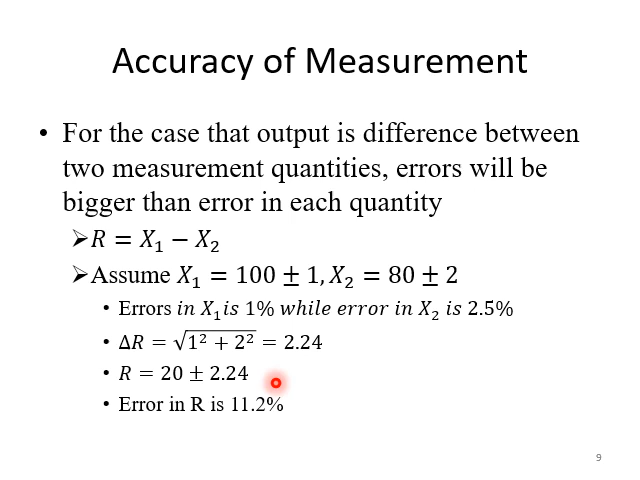 Accuracy of Measurement
• For the case that output is difference between
two measurement quantities, errors will be
bigger than error in each quantity
➢R = X₁ − X₂
➢Assume X₁ = 100 ± 1, X₂ = 80 ± 2
• Errors in X₁is 1% while error in X₂ is 2.5%
• ΔR = √(1² + 2²) = 2.24
• R = 20 ± 2.24
• Error in R is 11.2%
9